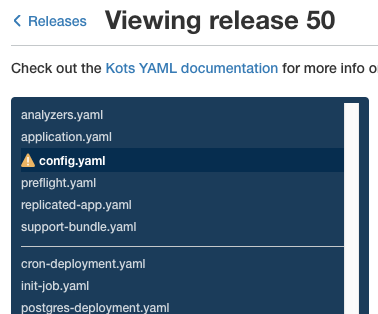 Releases Viewing release 50
Check out the Kots YAML documentation for more info
analyzers.yaml
application.yaml
config.yaml
preflight.yaml
replicated-app.yaml
support-bundle.yaml
cron-deployment.yaml
init-job.yaml
postgres-deployment.yaml